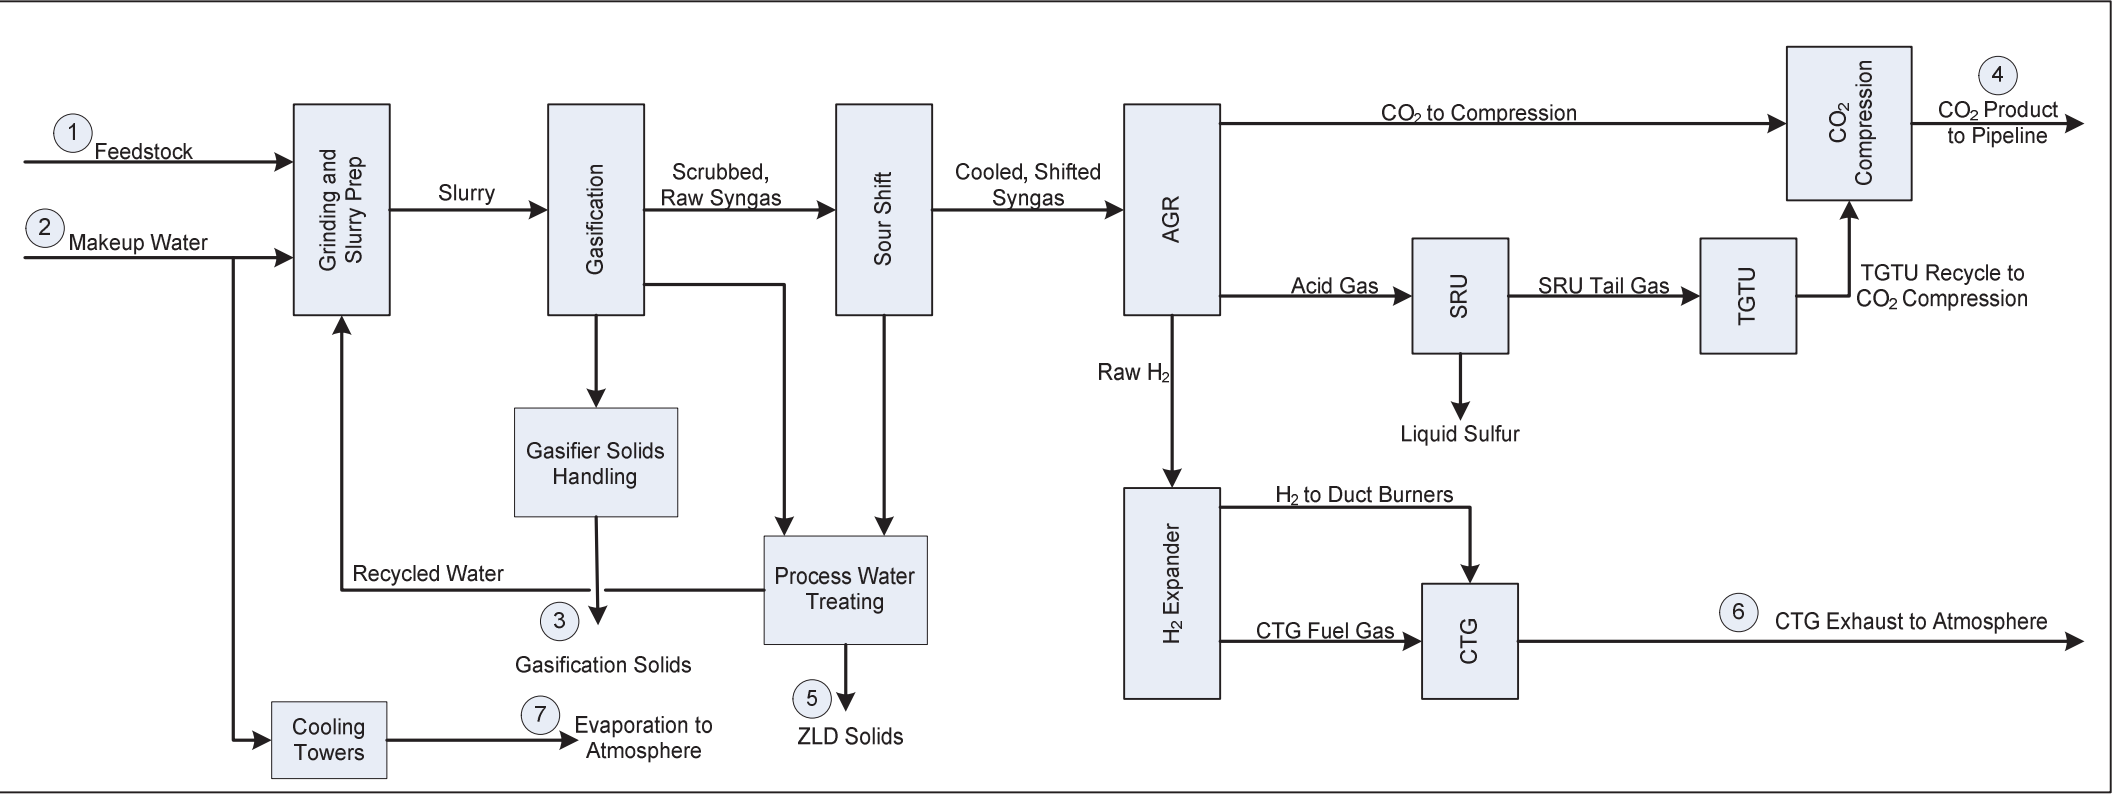 1
Feedstock
2
Makeup Water
Grinding and
Slurry Prep
Slurry
Gasification
Scrubbed,
Raw Syngas
Sour Shift
Cooled, Shifted
Syngas
AGR
CO₂ to Compression
CO₂
Compression
4
CO₂ Product
to Pipeline
Acid Gas
SRU
SRU Tail Gas
TGTU
TGTU Recycle to
CO₂ Compression
Liquid Sulfur
Raw H₂
Gasifier Solids
Handling
Recycled Water
3
Gasification Solids
Process Water
Treating
5
ZLD Solids
H₂ Expander
H₂ to Duct Burners
CTG Fuel Gas
CTG
6
CTG Exhaust to Atmosphere
Cooling
Towers
7
Evaporation to
Atmosphere